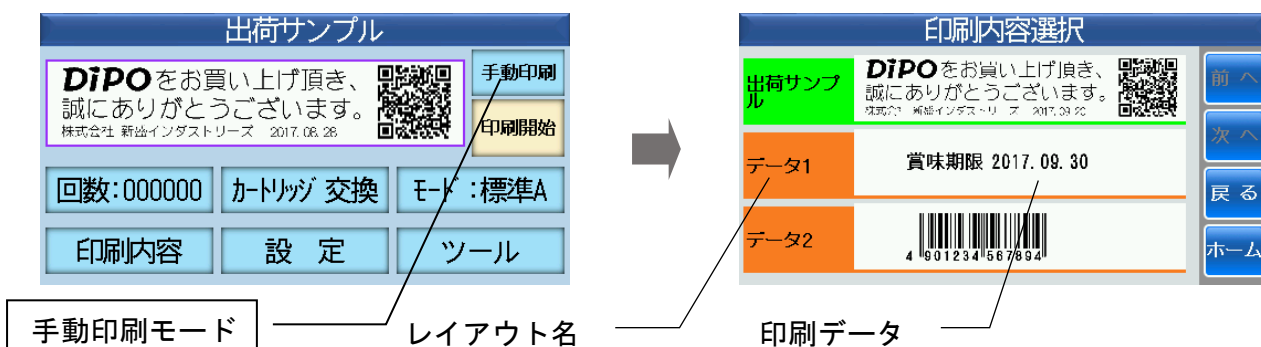 出荷サンプル
DiPOをお買い上げ頂き、
誠にありがとうございます。
株式会社 新盛インダストリーズ 2017.08.28
手動印刷
印刷開始
回数:000000
カートリッジ 交換
モード:標準A
印刷内容
設 定
ツール
手動印刷モード
レイアウト名
印刷内容選択
出荷サンプ
ル
DiPOをお買い上げ頂き、
誠にありがとうございます。
データ1
賞味期限 2017.09.30
データ2
4 901234 567894
前 へ
次 へ
戻 る
ホーム
印刷データ